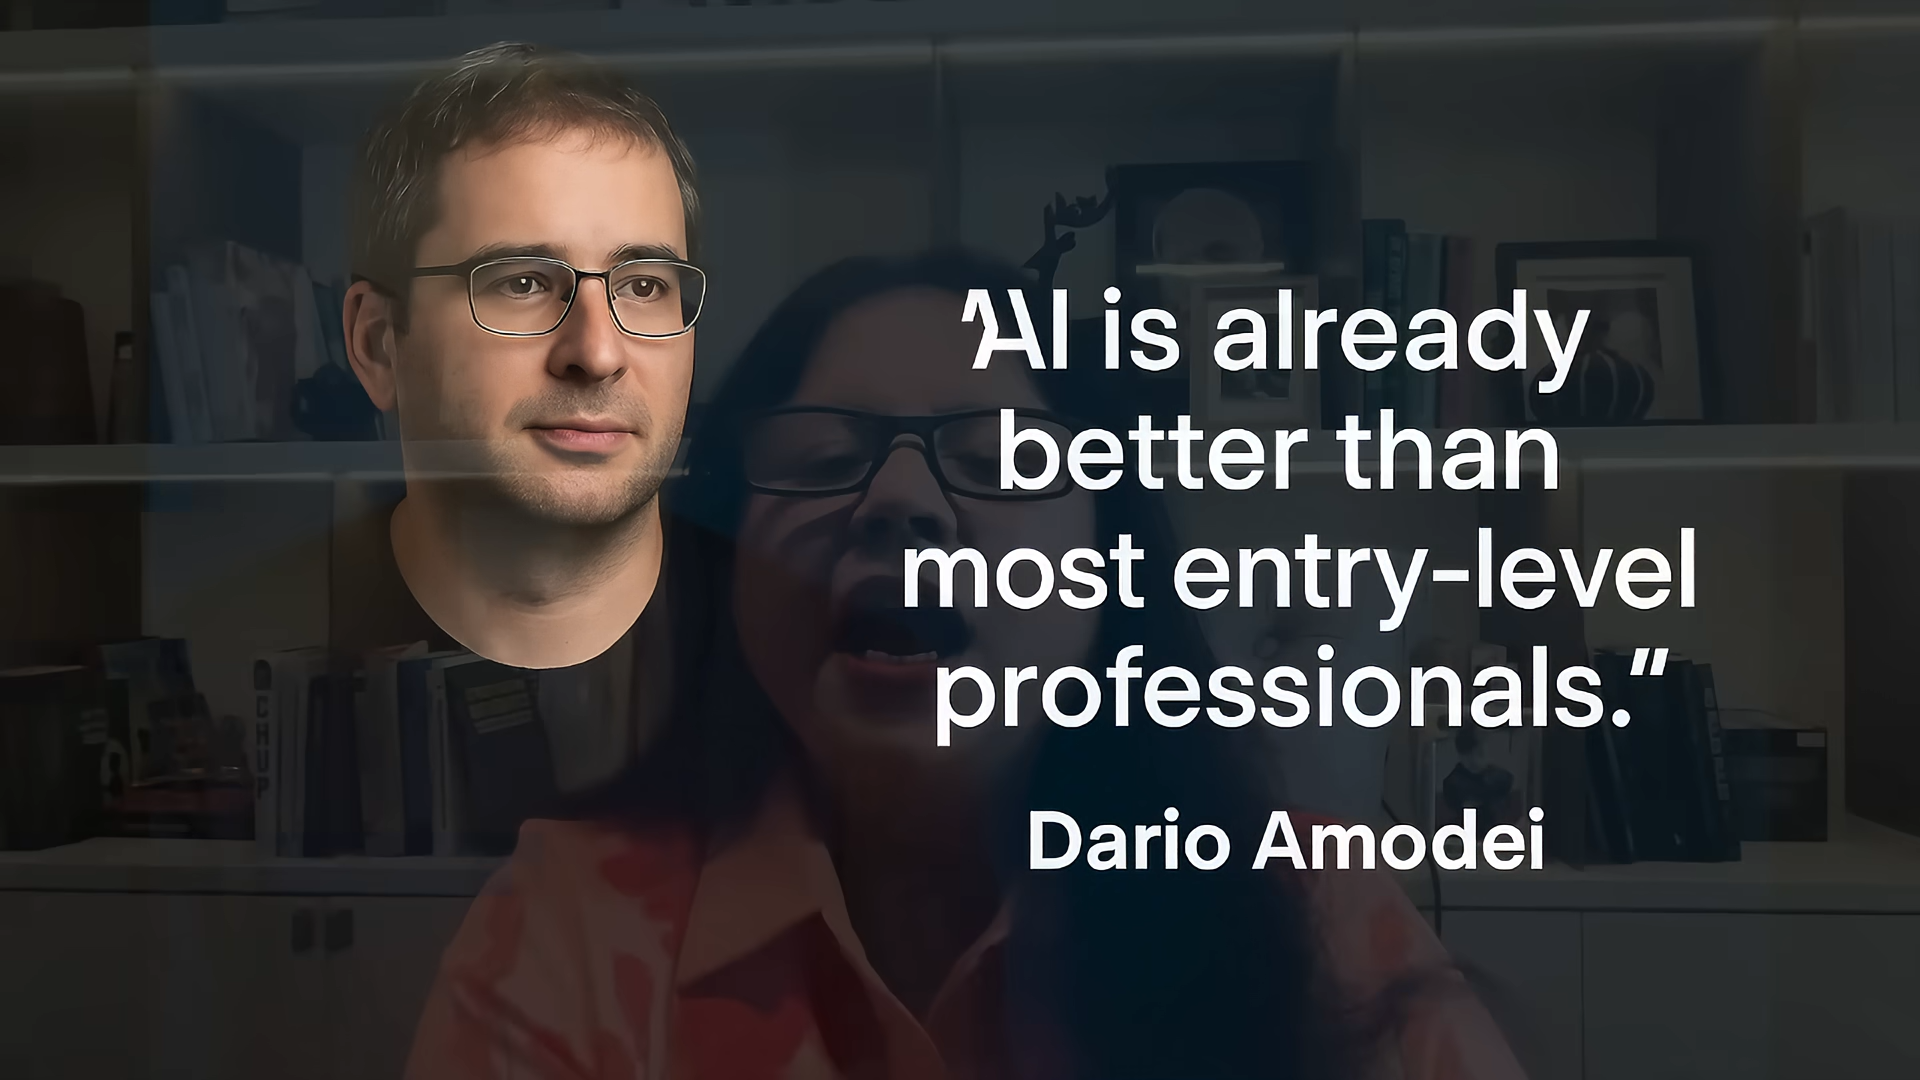 “AI is already
better than
most entry-level
professionals.”
Dario Amodei